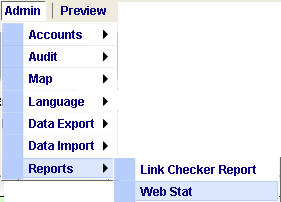 Admin Preview
Accounts
Audit
Map
Language
Data Export
Data Import
Reports
Link Checker Report
Web Stat